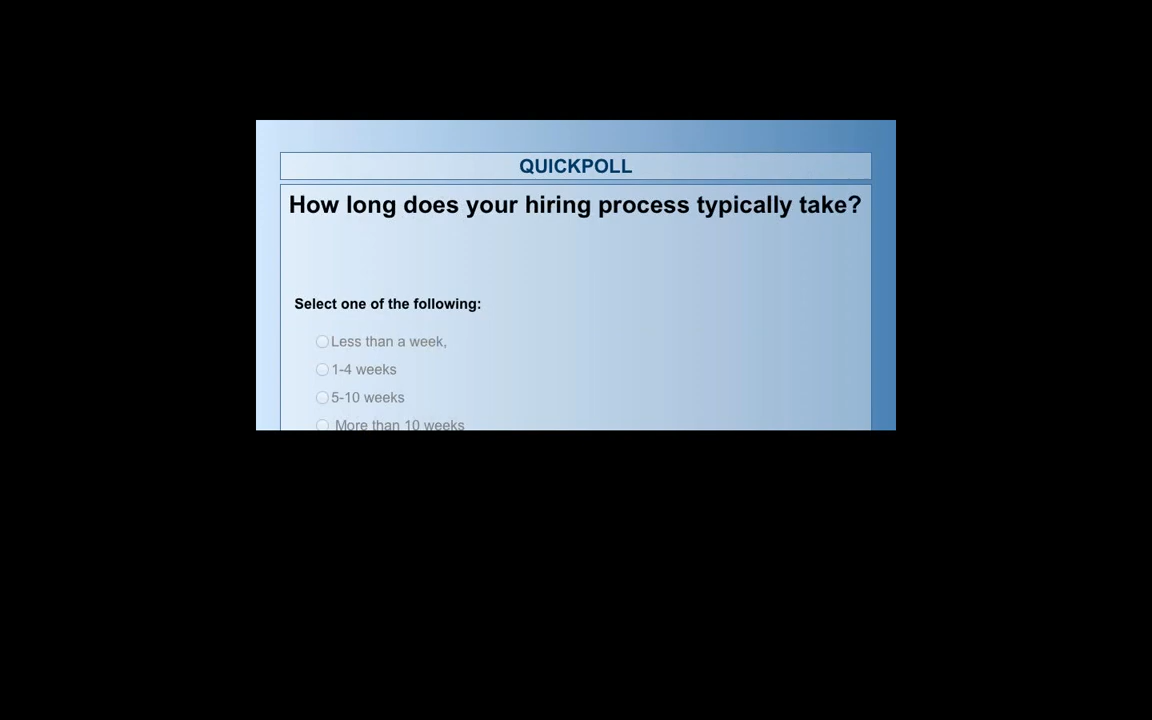 QUICKPOLL
How long does your hiring process typically take?
Select one of the following:
Less than a week,
1-4 weeks
5-10 weeks
More than 10 weeks